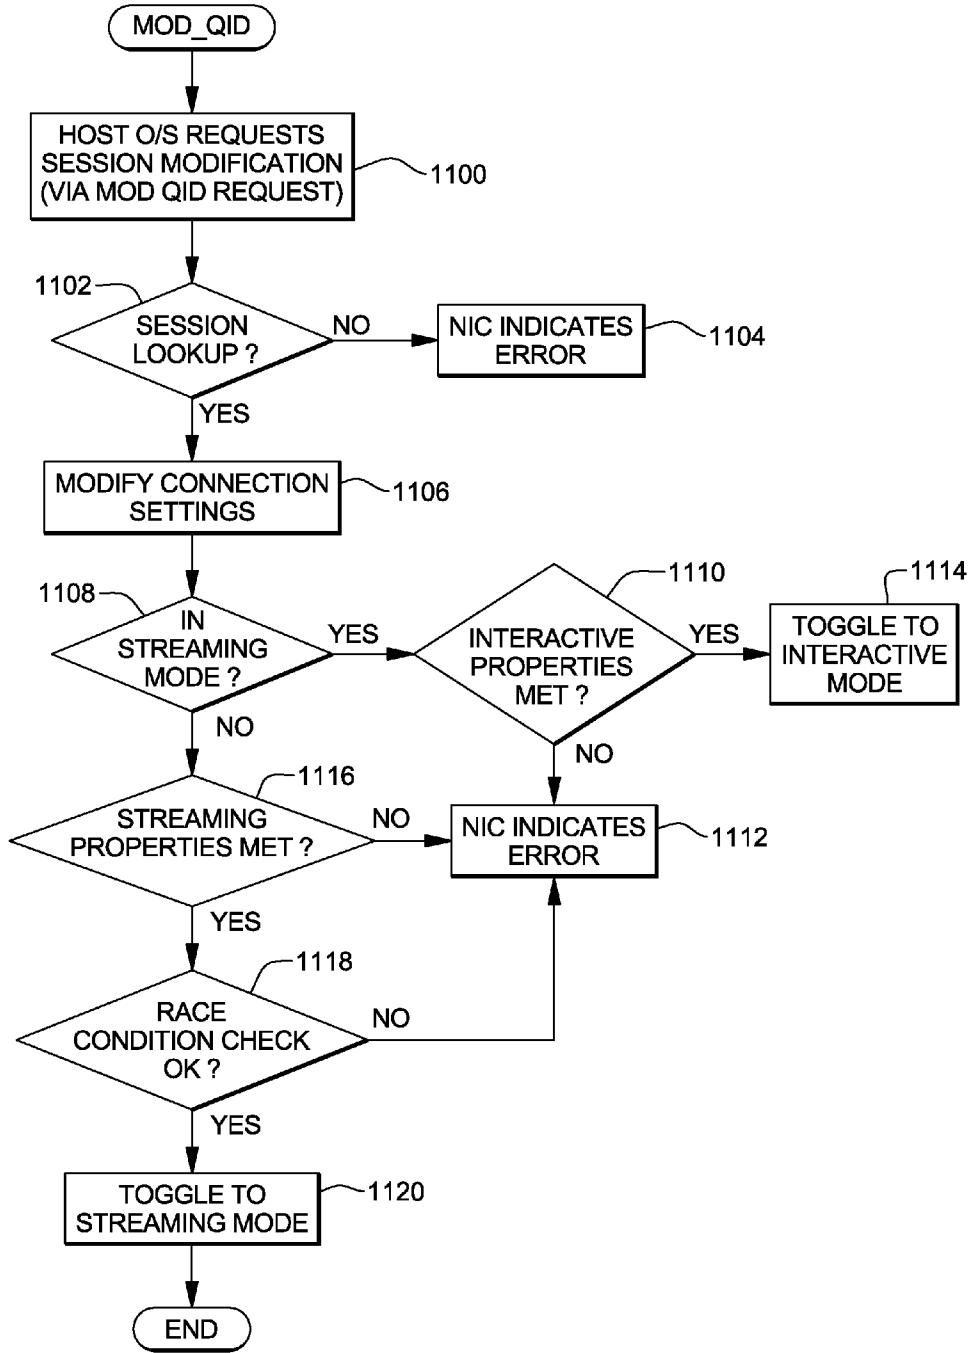 MOD_QID
HOST O/S REQUESTS
SESSION MODIFICATION
(VIA MOD QID REQUEST)
1100
1102
SESSION
LOOKUP ?
NO
NIC INDICATES
ERROR
1104
YES
MODIFY CONNECTION
SETTINGS
1106
1108
IN
STREAMING
MODE ?
YES
1110
INTERACTIVE
PROPERTIES
MET ?
YES
1114
TOGGLE TO
INTERACTIVE
MODE
NO
NO
1116
STREAMING
PROPERTIES MET ?
NO
NIC INDICATES
ERROR
1112
YES
1118
RACE
CONDITION CHECK
OK ?
NO
YES
TOGGLE TO
STREAMING MODE
1120
END